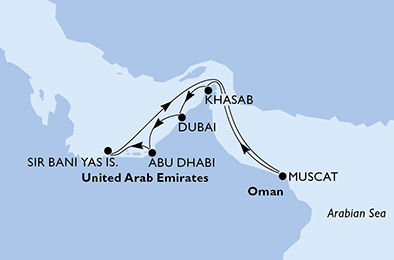 KHASAB
DUBAI
SIR BANI YAS IS.
ABU DHABI
United Arab Emirates
MUSCAT
Oman
Arabian Sea